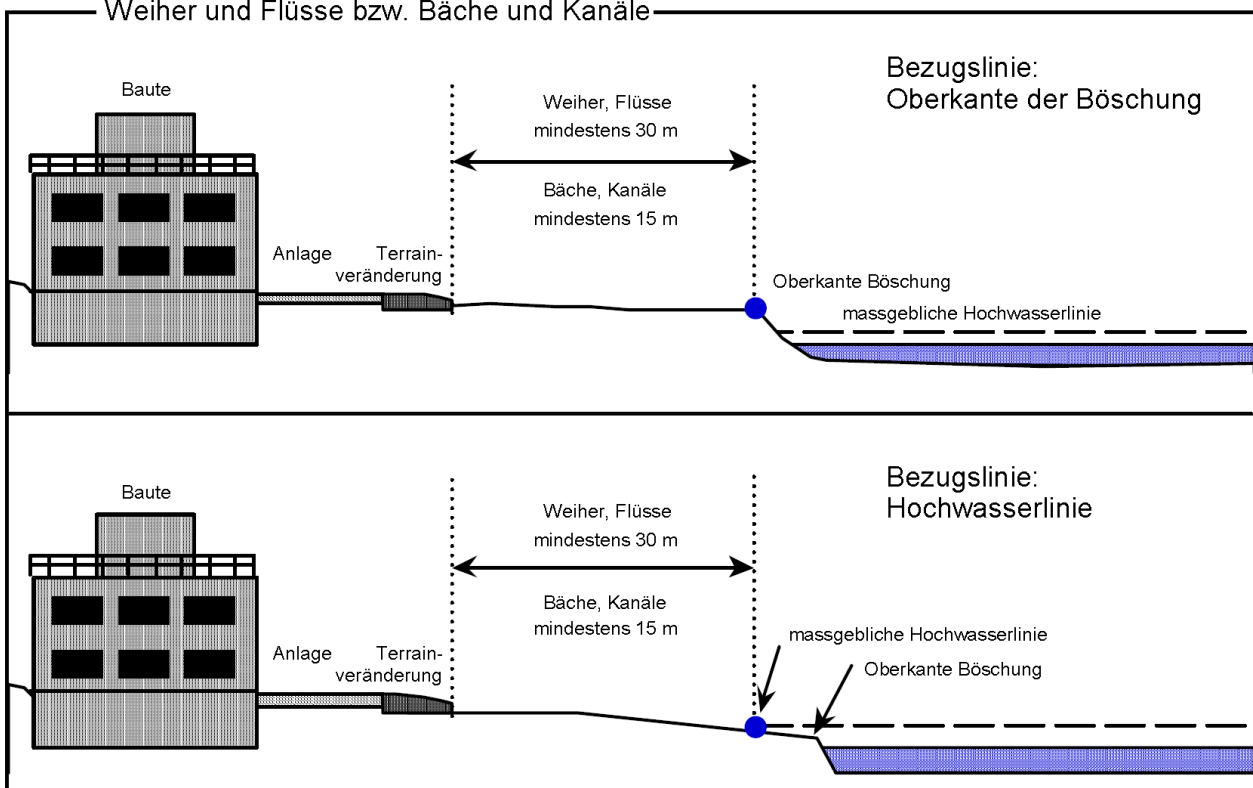 Weiher und Flüsse bzw. Bäche und Kanäle
Bezugslinie:
Oberkante der Böschung
Baute
Weiher, Flüsse
mindestens 30 m
Bäche, Kanäle
mindestens 15 m
Anlage
Terrain-
veränderung
Oberkante Böschung
massgebliche Hochwasserlinie
Bezugslinie:
Hochwasserlinie
Baute
Weiher, Flüsse
mindestens 30 m
Bäche, Kanäle
mindestens 15 m
Anlage
Terrain-
veränderung
massgebliche Hochwasserlinie
Oberkante Böschung